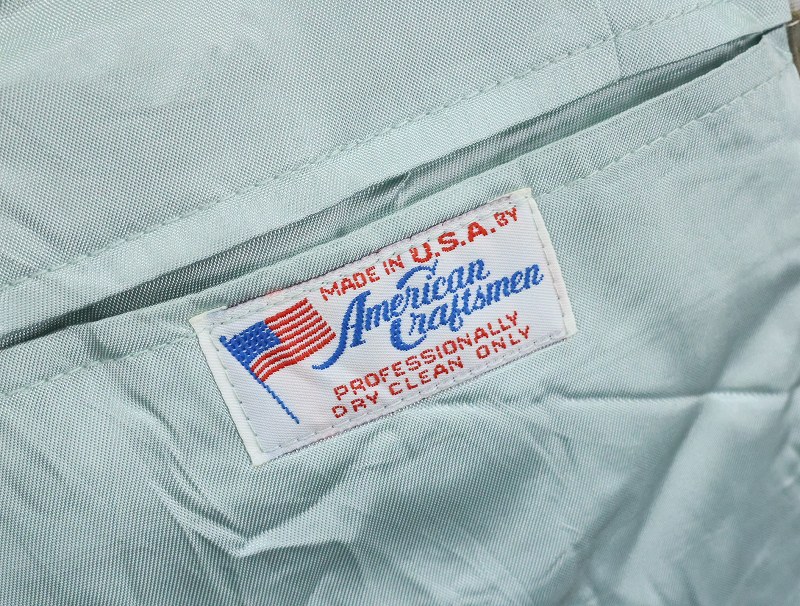 MADE IN U.S.A. BY
American
Craftsmen
PROFESSIONALLY
DRY CLEAN ONLY